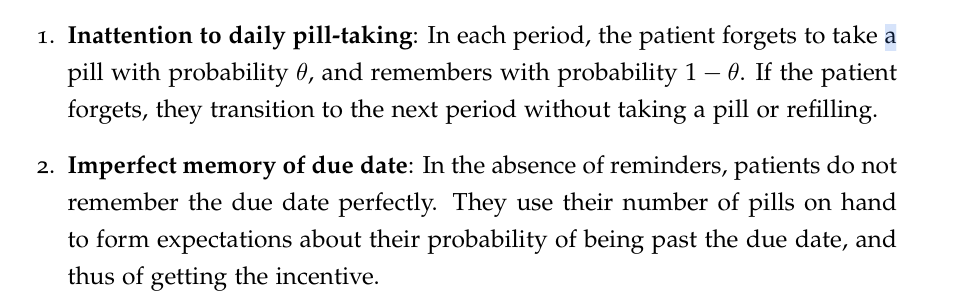 1. Inattention to daily pill-taking: In each period, the patient forgets to take a
pill with probability θ, and remembers with probability 1 − θ. If the patient
forgets, they transition to the next period without taking a pill or refilling.
2. Imperfect memory of due date: In the absence of reminders, patients do not
remember the due date perfectly. They use their number of pills on hand
to form expectations about their probability of being past the due date, and
thus of getting the incentive.